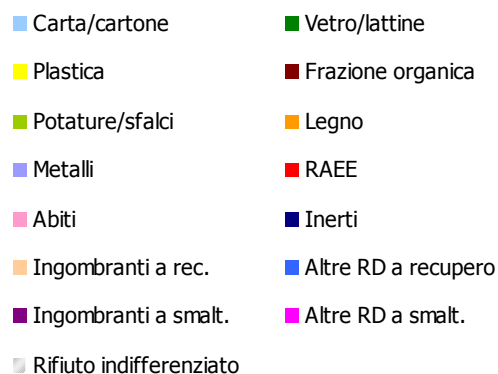 Carta/cartone
Vetro/lattine
Plastica
Frazione organica
Potature/sfalci
Legno
Metalli
RAEE
Abiti
Inerti
Ingombranti a rec.
Altre RD a recupero
Ingombranti a smalt.
Altre RD a smalt.
Rifiuto indifferenziato